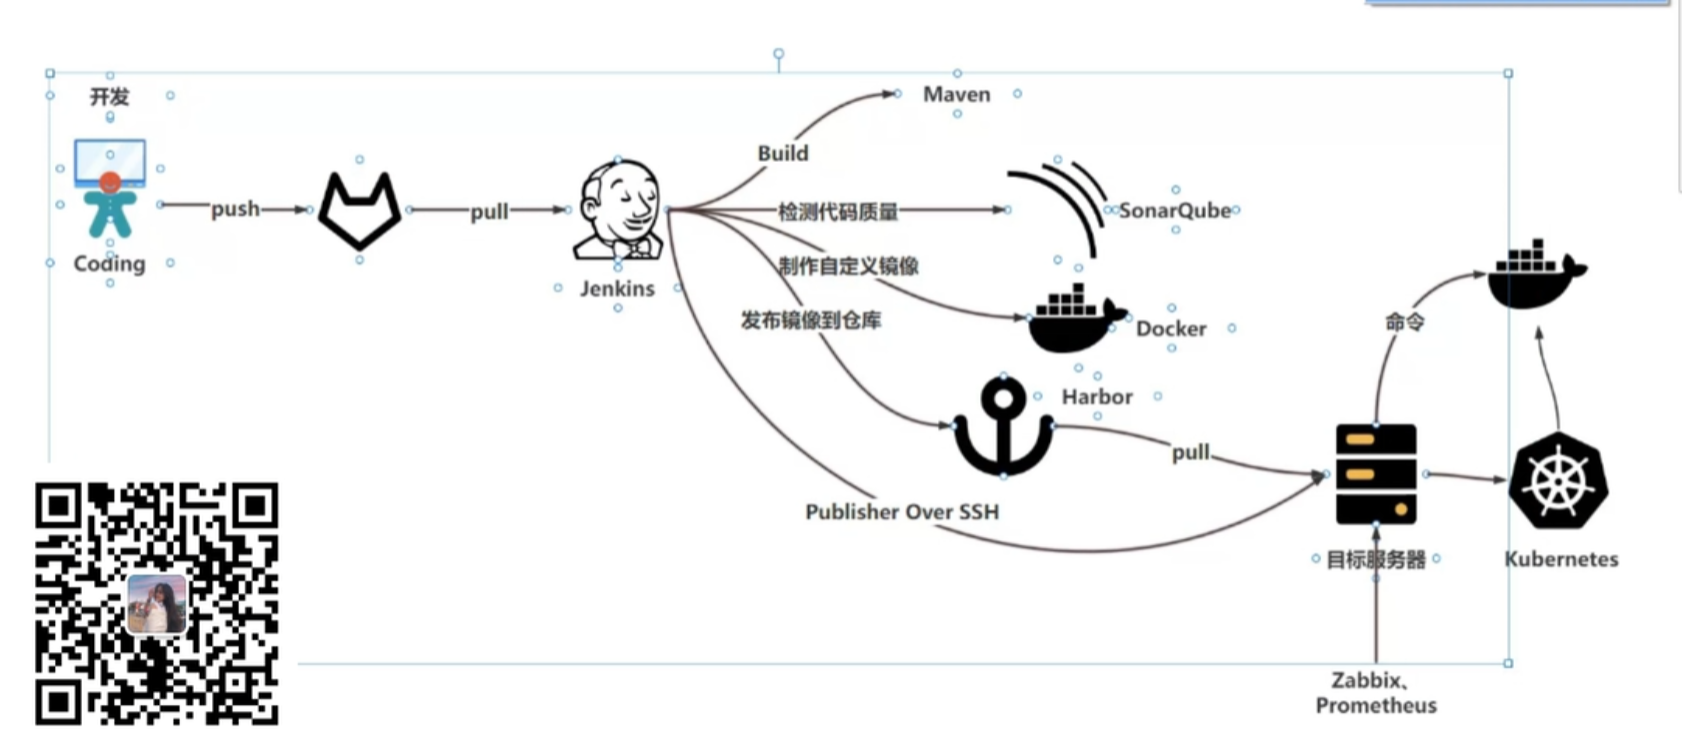 开发
Maven
Build
push
pull
检测代码质量
SonarQube
Coding
制作自定义镜像
Jenkins
发布镜像到仓库
Docker
命令
Harbor
pull
Publisher Over SSH
目标服务器
Kubernetes
Zabbix、
Prometheus